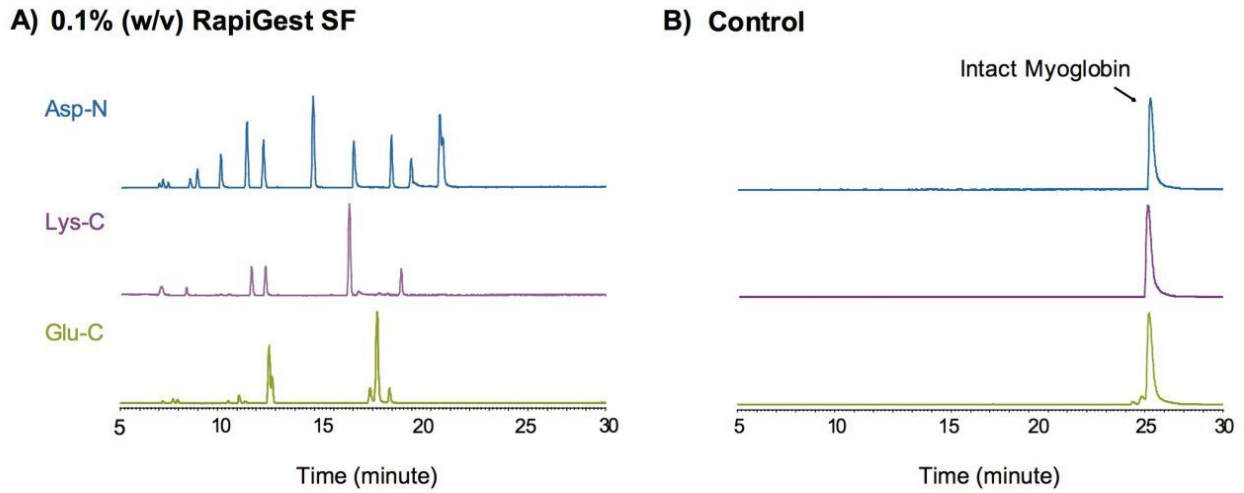 A) 0.1% (w/v) RapiGest SF
B) Control
Intact Myoglobin
Asp-N
Lys-C
Glu-C
5 10 15 20 25 30
5 10 15 20 25 30
Time (minute)
Time (minute)